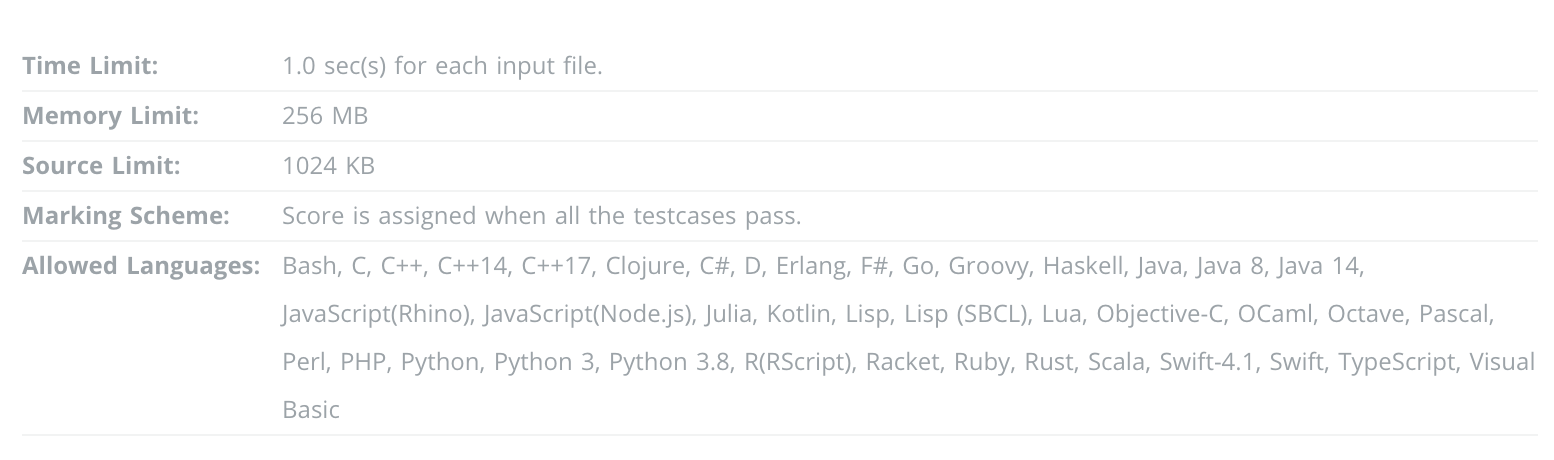 Time Limit: 1.0 sec(s) for each input file.
Memory Limit: 256 MB
Source Limit: 1024 KB
Marking Scheme: Score is assigned when all the testcases pass.
Allowed Languages: Bash, C, C++, C++14, C++17, Clojure, C#, D, Erlang, F#, Go, Groovy, Haskell, Java, Java 8, Java 14,
JavaScript(Rhino), JavaScript(Node.js), Julia, Kotlin, Lisp, Lisp (SBCL), Lua, Objective-C, OCaml, Octave, Pascal,
Perl, PHP, Python, Python 3, Python 3.8, R(RScript), Racket, Ruby, Rust, Scala, Swift-4.1, Swift, TypeScript, Visual
Basic